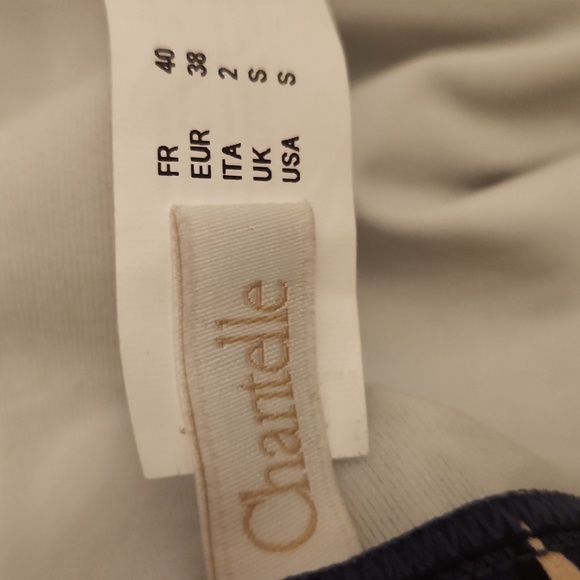 FR 40
EUR 38
ITA 2
UK S
USA S
Chantelle